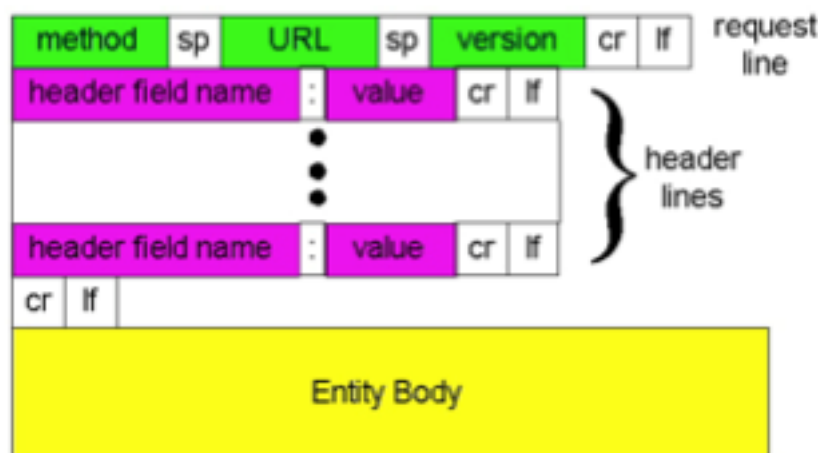 method sp URL sp version cr lf request line
header field name : value cr lf
header lines
header field name : value cr lf
cr lf
Entity Body